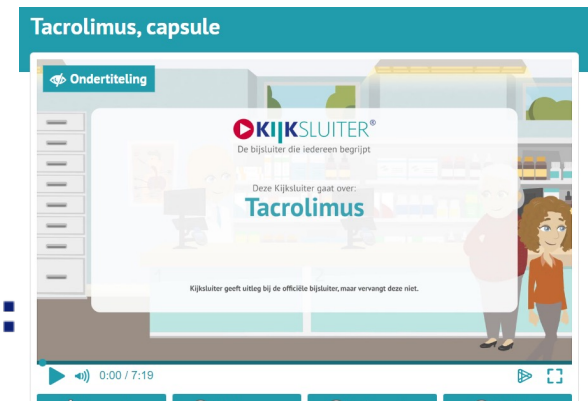 Tacrolimus, capsule
Ondertiteling
KIJKSLUITER®
De bijsluiter die iedereen begrijpt
Deze Kijksluiter gaat over:
Tacrolimus
Kijksluiter geeft uitleg bij de officiële bijsluiter, maar vervangt deze niet.
0:00 / 7:19